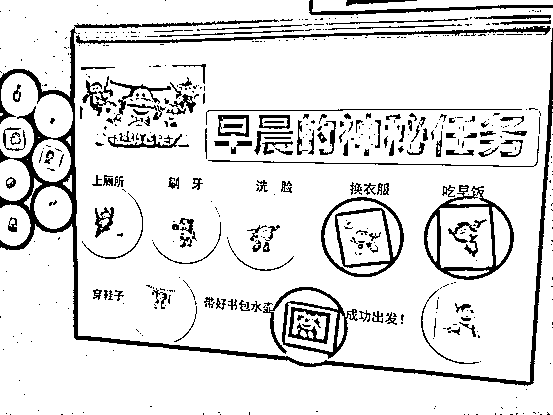 早晨的神秘任务
上厕所
刷 牙
洗 脸
换衣服
吃早饭
穿鞋子
带好书包水壶
成功出发！